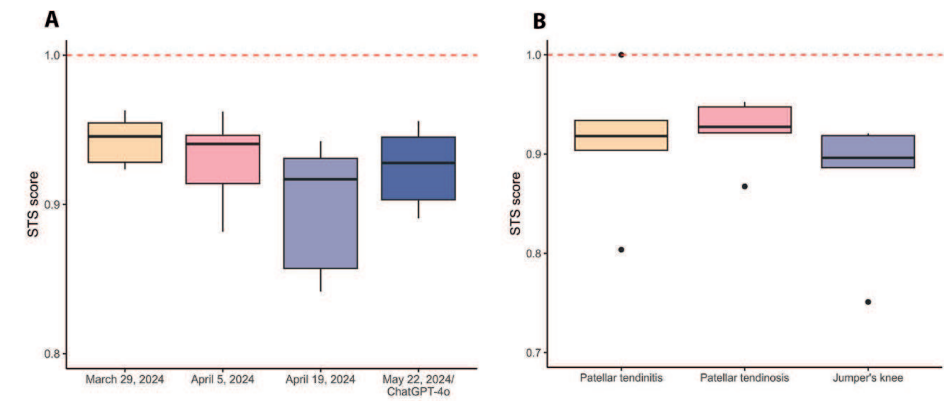 A
STS score
1.0
0.9
0.8
March 29, 2024
April 5, 2024
April 19, 2024
May 22, 2024/
ChatGPT-4o
B
STS score
1.0
0.9
0.8
0.7
Patellar tendinitis
Patellar tendinosis
Jumper's knee